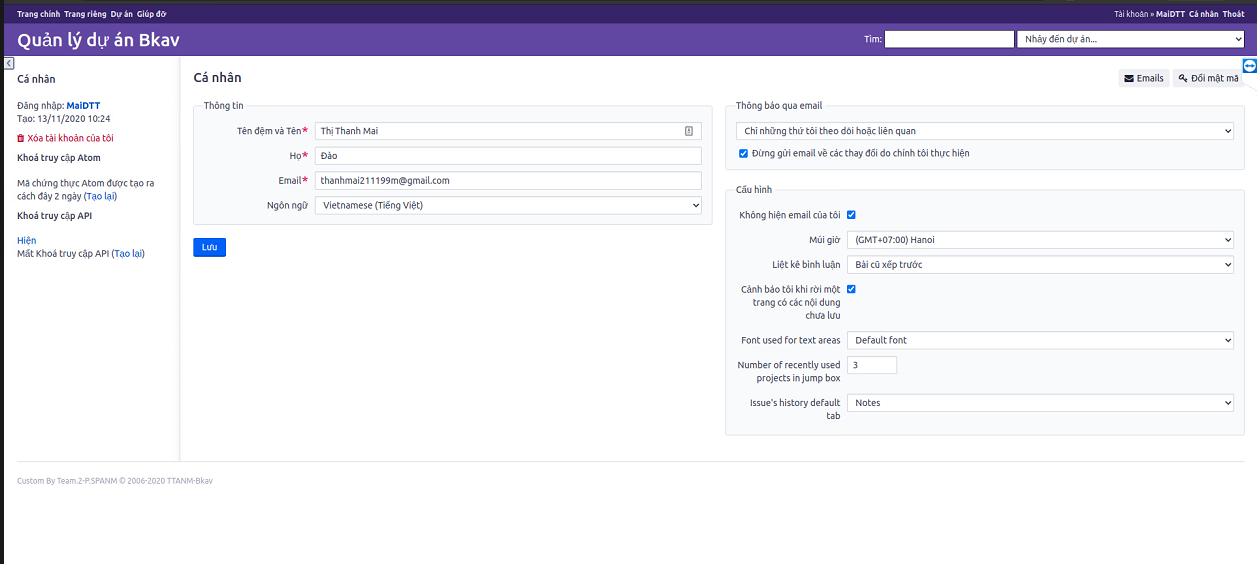 Trang chính Trang riêng Dự án Giúp đỡ
Tài khoản » MaiDTT Cá nhân Thoát
Quản lý dự án Bkav
Tìm:
Nhảy đến dự án...
Cá nhân
Đăng nhập: MaiDTT
Tạo: 13/11/2020 10:24
Xóa tài khoản của tôi
Khoá truy cập Atom
Mã chứng thực Atom được tạo ra
cách đây 2 ngày (Tạo lại)
Khoá truy cập API
Hiện
Mất Khoá truy cập API (Tạo lại)
Cá nhân
Emails
Đổi mật mã
Thông tin
Tên đệm và Tên* Thị Thanh Mai
Họ* Đào
Email* thanhmai211199m@gmail.com
Ngôn ngữ Vietnamese (Tiếng Việt)
Lưu
Thông báo qua email
Chỉ những thứ tôi theo dõi hoặc liên quan
Đừng gửi email về các thay đổi do chính tôi thực hiện
Cấu hình
Không hiện email của tôi
Múi giờ (GMT+07:00) Hanoi
Liệt kê bình luận Bài cũ xếp trước
Cảnh báo tôi khi rời một
trang có các nội dung
chưa lưu
Font used for text areas Default font
Number of recently used
projects in jump box
3
Issue's history default
tab
Notes
Custom By Team.2-P.SPANM © 2006-2020 TTANM-Bkav